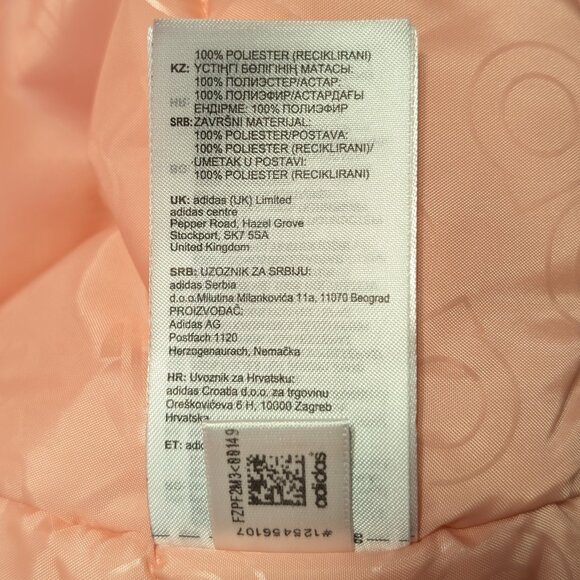 100% POLIESTER (RECIKLIRANI)
KZ: ҮСТІҢГІ БӨЛІГІНІҢ МАТАСЫ:
100% ПОЛИЭСТЕР/АСТАР:
100% ПОЛИЭФИР/АСТАРДАҒЫ
ЕНДІРМЕ: 100% ПОЛИЭФИР
SRB: ZAVRŠNI MATERIJAL:
100% POLIESTER/POSTAVA:
100% POLIESTER (RECIKLIRANI)/
UMETAK U POSTAVI:
100% POLIESTER (RECIKLIRANI)
UK: adidas (UK) Limited
adidas centre
Pepper Road, Hazel Grove
Stockport, SK7 5SA
United Kingdom
SRB: UZOZNIK ZA SRBIJU:
adidas Serbia
d.o.o.Milutina Milankovića 11a, 11070 Beograd
PROIZVOĐAČ:
Adidas AG
Postfach 1120
Herzogenaurach, Nemačka
HR: Uvoznik za Hrvatsku:
adidas Croatia d.o.o. za trgovinu
Oreškovićeva 6 H, 10000 Zagreb
Hrvatska
ET: adid
FZPF2M3<00149
adidas
#1254456107